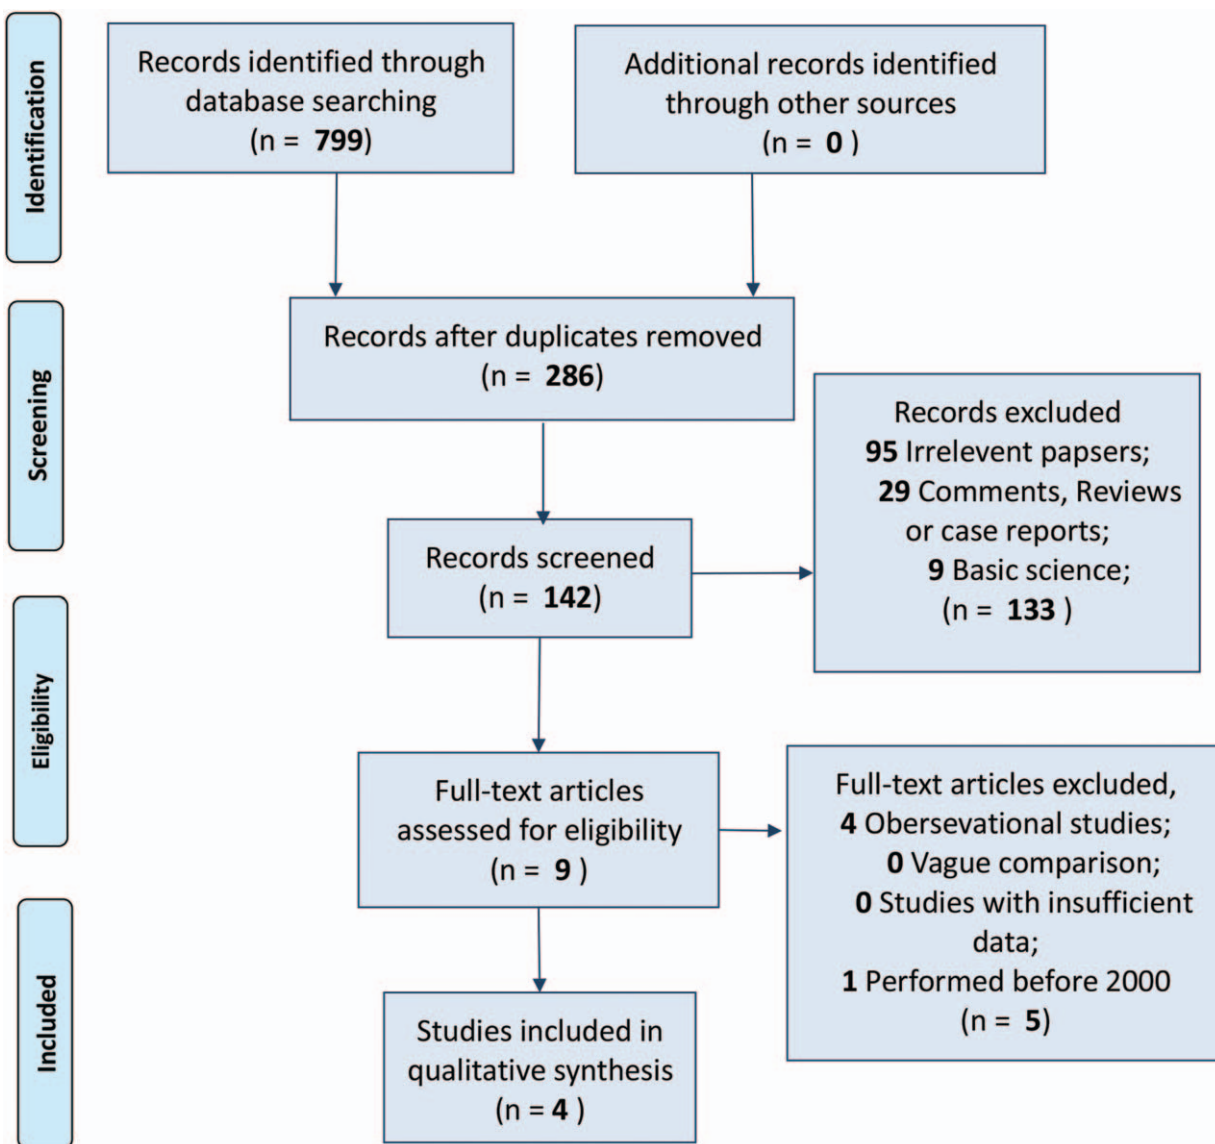 Identification
Records identified through
database searching
(n = 799)
Additional records identified
through other sources
(n = 0 )
Screening
Records after duplicates removed
(n = 286)
Records screened
(n = 142)
Records excluded
95 Irrelevent papsers;
29 Comments, Reviews
or case reports;
9 Basic science;
(n = 133 )
Eligibility
Full-text articles
assessed for eligibility
(n = 9 )
Full-text articles excluded,
4 Obersevational studies;
0 Vague comparison;
0 Studies with insufficient
data;
1 Performed before 2000
(n = 5)
Included
Studies included in
qualitative synthesis
(n = 4 )